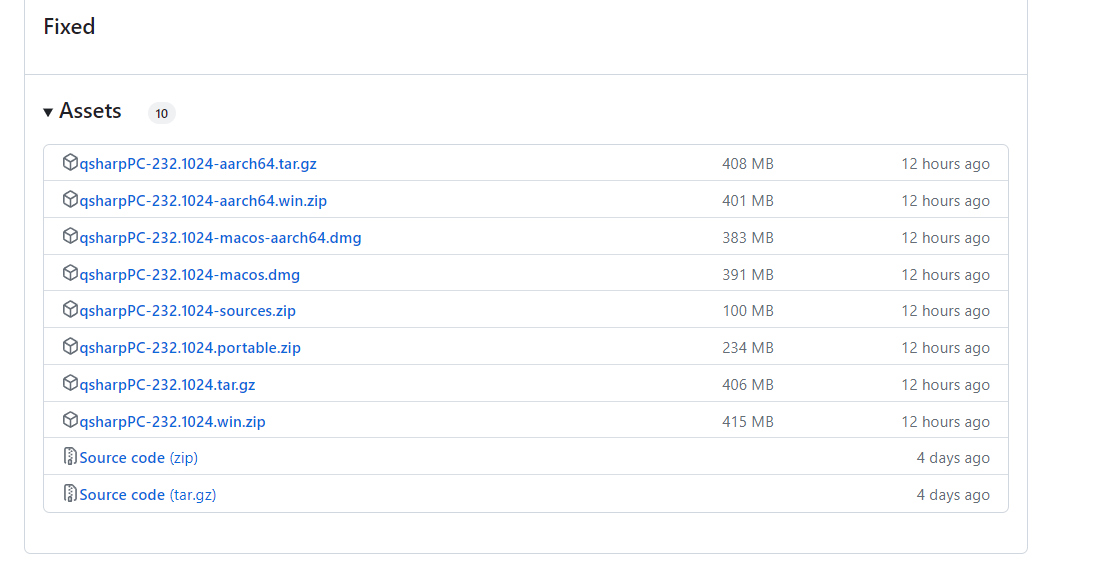 Fixed
Assets 10
qsharpPC-232.1024-aarch64.tar.gz 408 MB 12 hours ago
qsharpPC-232.1024-aarch64.win.zip 401 MB 12 hours ago
qsharpPC-232.1024-macos-aarch64.dmg 383 MB 12 hours ago
qsharpPC-232.1024-macos.dmg 391 MB 12 hours ago
qsharpPC-232.1024-sources.zip 100 MB 12 hours ago
qsharpPC-232.1024.portable.zip 234 MB 12 hours ago
qsharpPC-232.1024.tar.gz 406 MB 12 hours ago
qsharpPC-232.1024.win.zip 415 MB 12 hours ago
Source code (zip) 4 days ago
Source code (tar.gz) 4 days ago